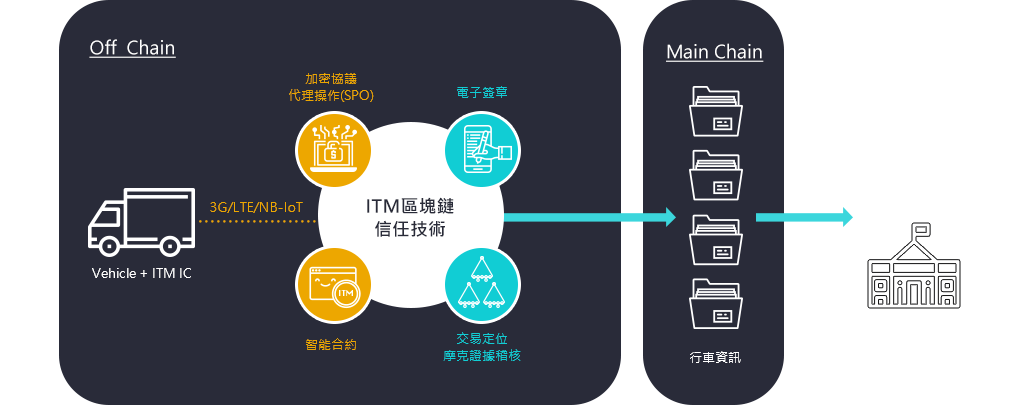 Off Chain
Main Chain
加密協議
代理操作(SPO)
電子簽章
3G/LTE/NB-IoT
ITM區塊鏈
信任技術
Vehicle + ITM IC
ITM
智能合約
交易定位
摩克證據稽核
行車資訊